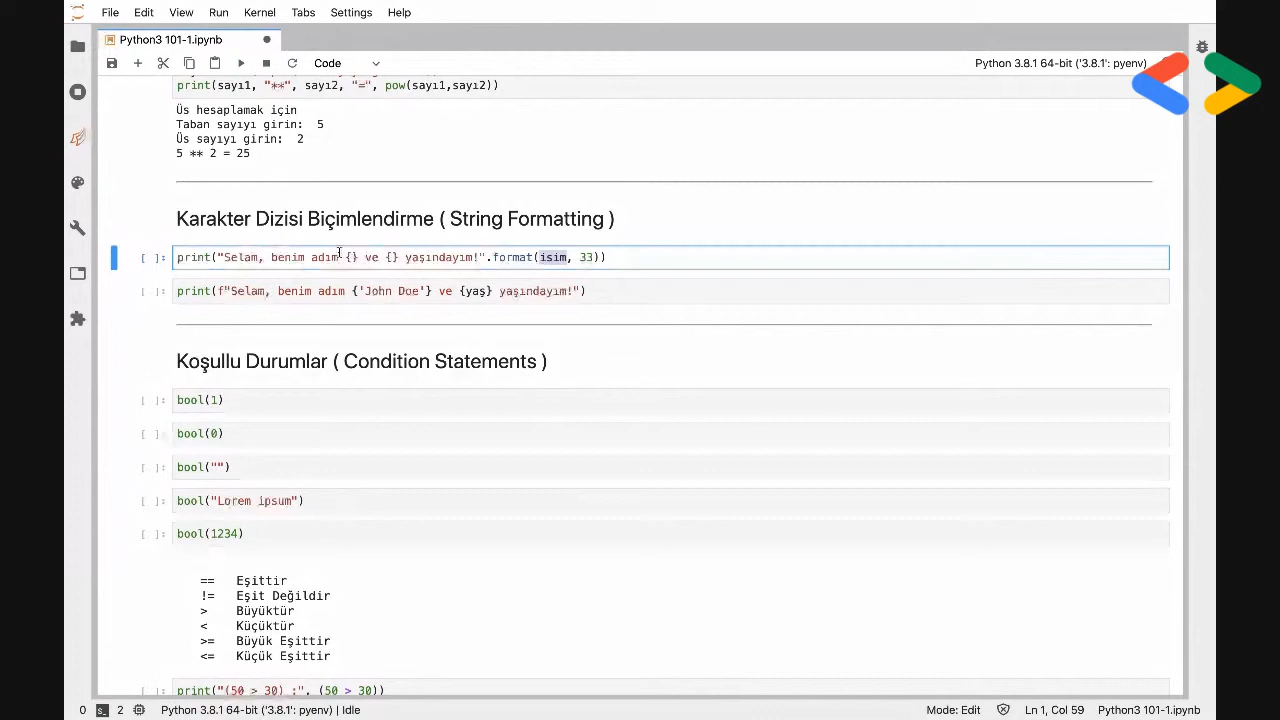 File Edit View Run Kernel Tabs Settings Help
Python3 101-1.ipynb
Code
Python 3.8.1 64-bit ('3.8.1': pyenv)
print(sayı1, "**", sayı2, "=", pow(sayı1,sayı2))
Üs hesaplamak için
Taban sayıyı girin: 5
Üs sayıyı girin: 2
5 ** 2 = 25
Karakter Dizisi Biçimlendirme ( String Formatting )
[ ]: print("Selam, benim adım {} ve {} yaşındayım!".format(isim, 33))
[ ]: print(f"Selam, benim adım {'John Doe'} ve {yaş} yaşındayım!")
Koşullu Durumlar ( Condition Statements )
[ ]: bool(1)
[ ]: bool(0)
[ ]: bool("")
[ ]: bool("Lorem ipsum")
[ ]: bool(1234)
== Eşittir
!= Eşit Değildir
> Büyüktür
< Küçüktür
>= Büyük Eşittir
<= Küçük Eşittir
[ ]: print("(50 > 30) :", (50 > 30))
0 2 Python 3.8.1 64-bit ('3.8.1': pyenv) | Idle Mode: Edit Ln 1, Col 59 Python3 101-1.ipynb